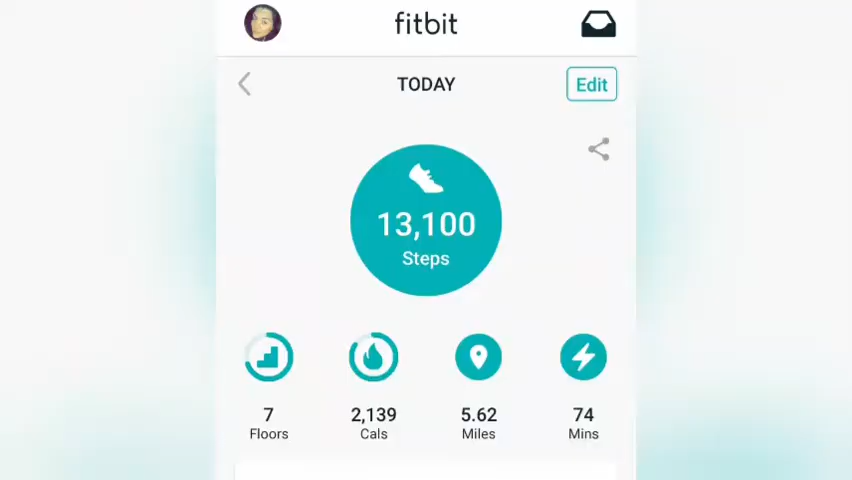 fitbit
TODAY
Edit
13,100
Steps
7
2,139
5.62
74
Floors
Cals
Miles
Mins